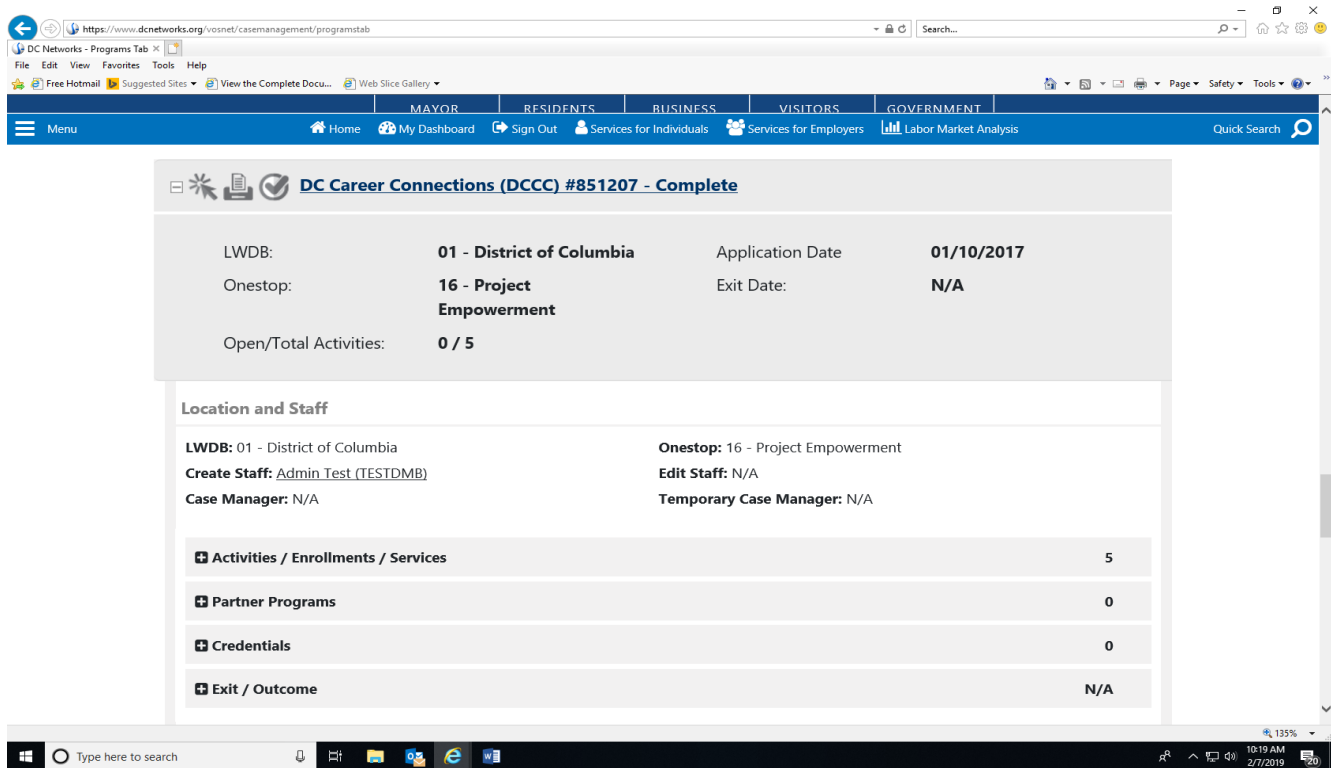 https://www.dcnetworks.org/vosnet/casemanagement/programstab
Search...
DC Networks - Programs Tab
File Edit View Favorites Tools Help
Free Hotmail Suggested Sites View the Complete Docu... Web Slice Gallery
Page Safety Tools
MAYOR RESIDENTS BUSINESS VISITORS GOVERNMENT
Menu Home My Dashboard Sign Out Services for Individuals Services for Employers Labor Market Analysis Quick Search
DC Career Connections (DCCC) #851207 - Complete
LWDB: 01 - District of Columbia Application Date 01/10/2017
Onestop: 16 - Project Exit Date: N/A
Empowerment
Open/Total Activities: 0 / 5
Location and Staff
LWDB: 01 - District of Columbia Onestop: 16 - Project Empowerment
Create Staff: Admin Test (TESTDMB) Edit Staff: N/A
Case Manager: N/A Temporary Case Manager: N/A
Activities / Enrollments / Services 5
Partner Programs 0
Credentials 0
Exit / Outcome N/A
135%
Type here to search 10:19 AM
2/7/2019 20